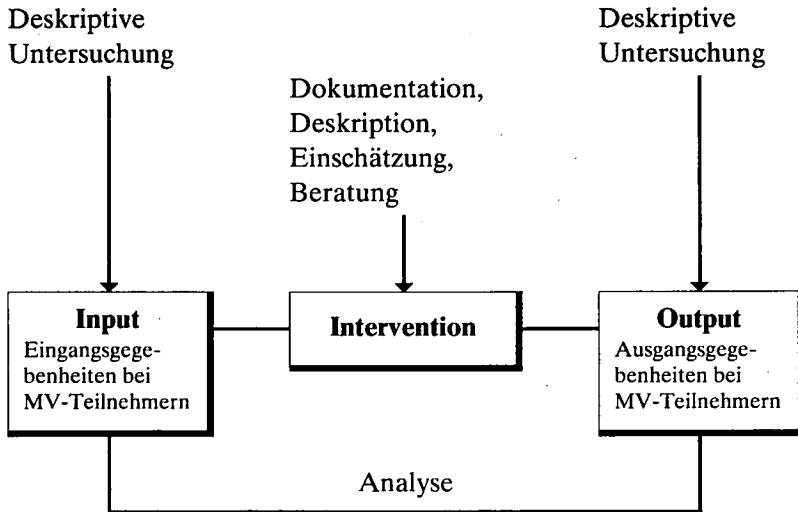 Deskriptive
Untersuchung
Deskriptive
Untersuchung
Dokumentation,
Deskription,
Einschätzung,
Beratung
Input
Eingangsgege-
benheiten bei
MV-Teilnehmern
Intervention
Output
Ausgangsgege-
benheiten bei
MV-Teilnehmern
Analyse